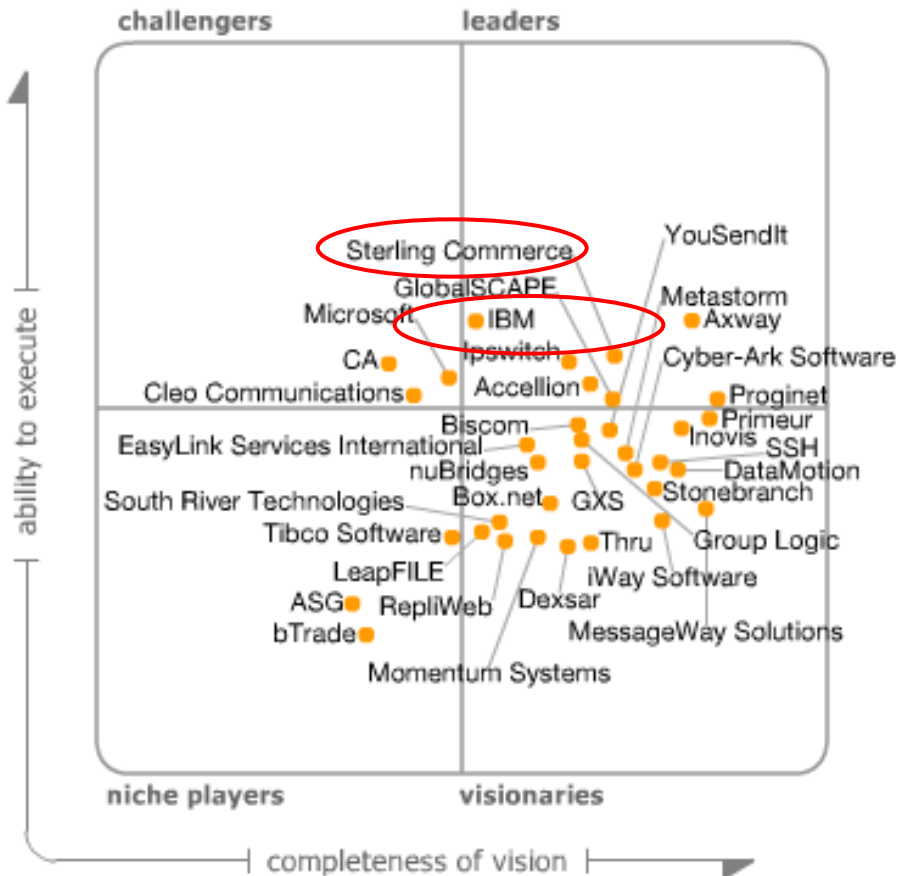 challengers
leaders
ability to execute
Sterling Commerce
YouSendIt
GlobalSCAPE
Metastorm
Microsoft
IBM
Axway
CA
Ipswitch
Cyber-Ark Software
Cleo Communications
Accellion
Proginet
Primeur
Biscom
Inovis
EasyLink Services International
SSH
nuBridges
DataMotion
South River Technologies
Box.net
GXS
Stonebranch
Tibco Software
Thru
Group Logic
LeapFILE
iWay Software
ASG
RepliWeb
Dexsar
bTrade
MessageWay Solutions
Momentum Systems
niche players
visionaries
completeness of vision